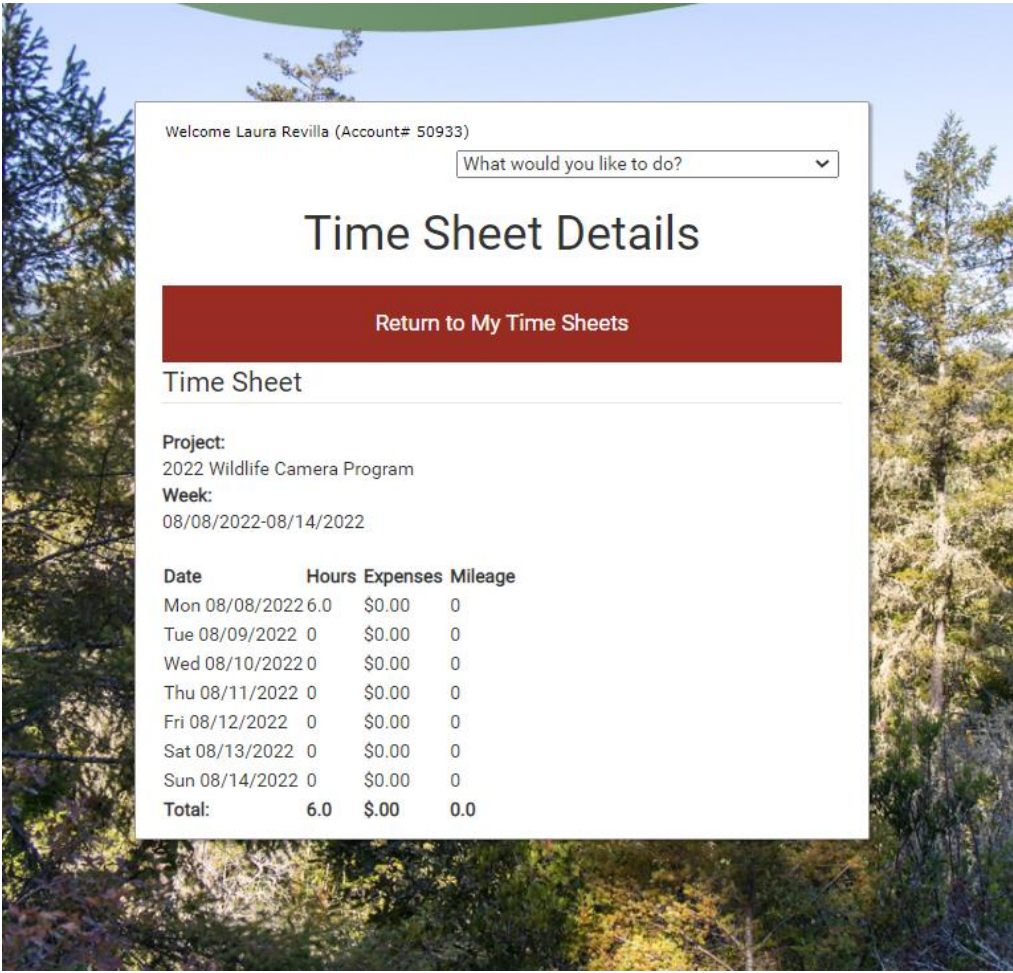 Welcome Laura Revilla (Account# 50933)
What would you like to do?
Time Sheet Details
Return to My Time Sheets
Time Sheet
Project:
2022 Wildlife Camera Program
Week:
08/08/2022-08/14/2022
Date Hours Expenses Mileage
Mon 08/08/2022 6.0 $0.00 0
Tue 08/09/2022 0 $0.00 0
Wed 08/10/2022 0 $0.00 0
Thu 08/11/2022 0 $0.00 0
Fri 08/12/2022 0 $0.00 0
Sat 08/13/2022 0 $0.00 0
Sun 08/14/2022 0 $0.00 0
Total: 6.0 $.00 0.0